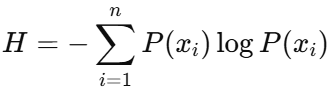 H = -\sum_{i=1}^{n} P(x_i) \log P(x_i)